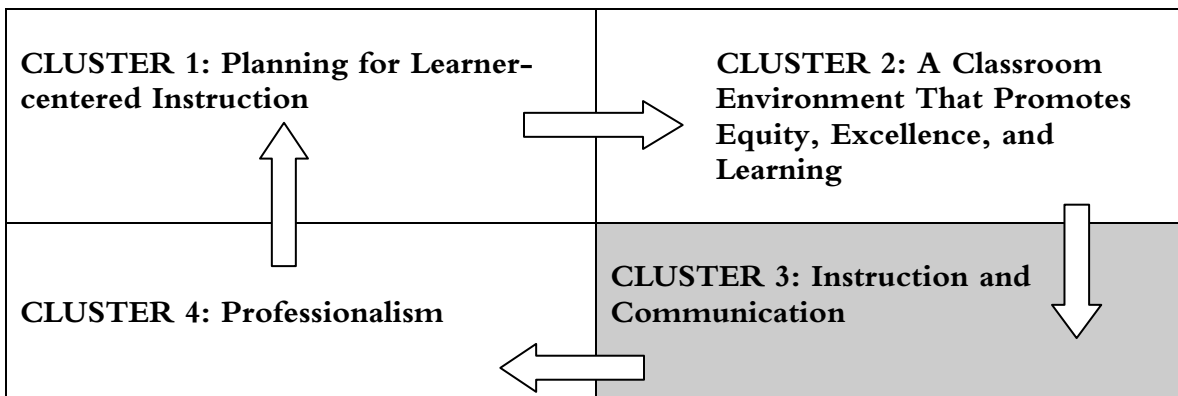 CLUSTER 1: Planning for Learner-
centered Instruction
CLUSTER 2: A Classroom
Environment That Promotes
Equity, Excellence, and
Learning
CLUSTER 4: Professionalism
CLUSTER 3: Instruction and
Communication